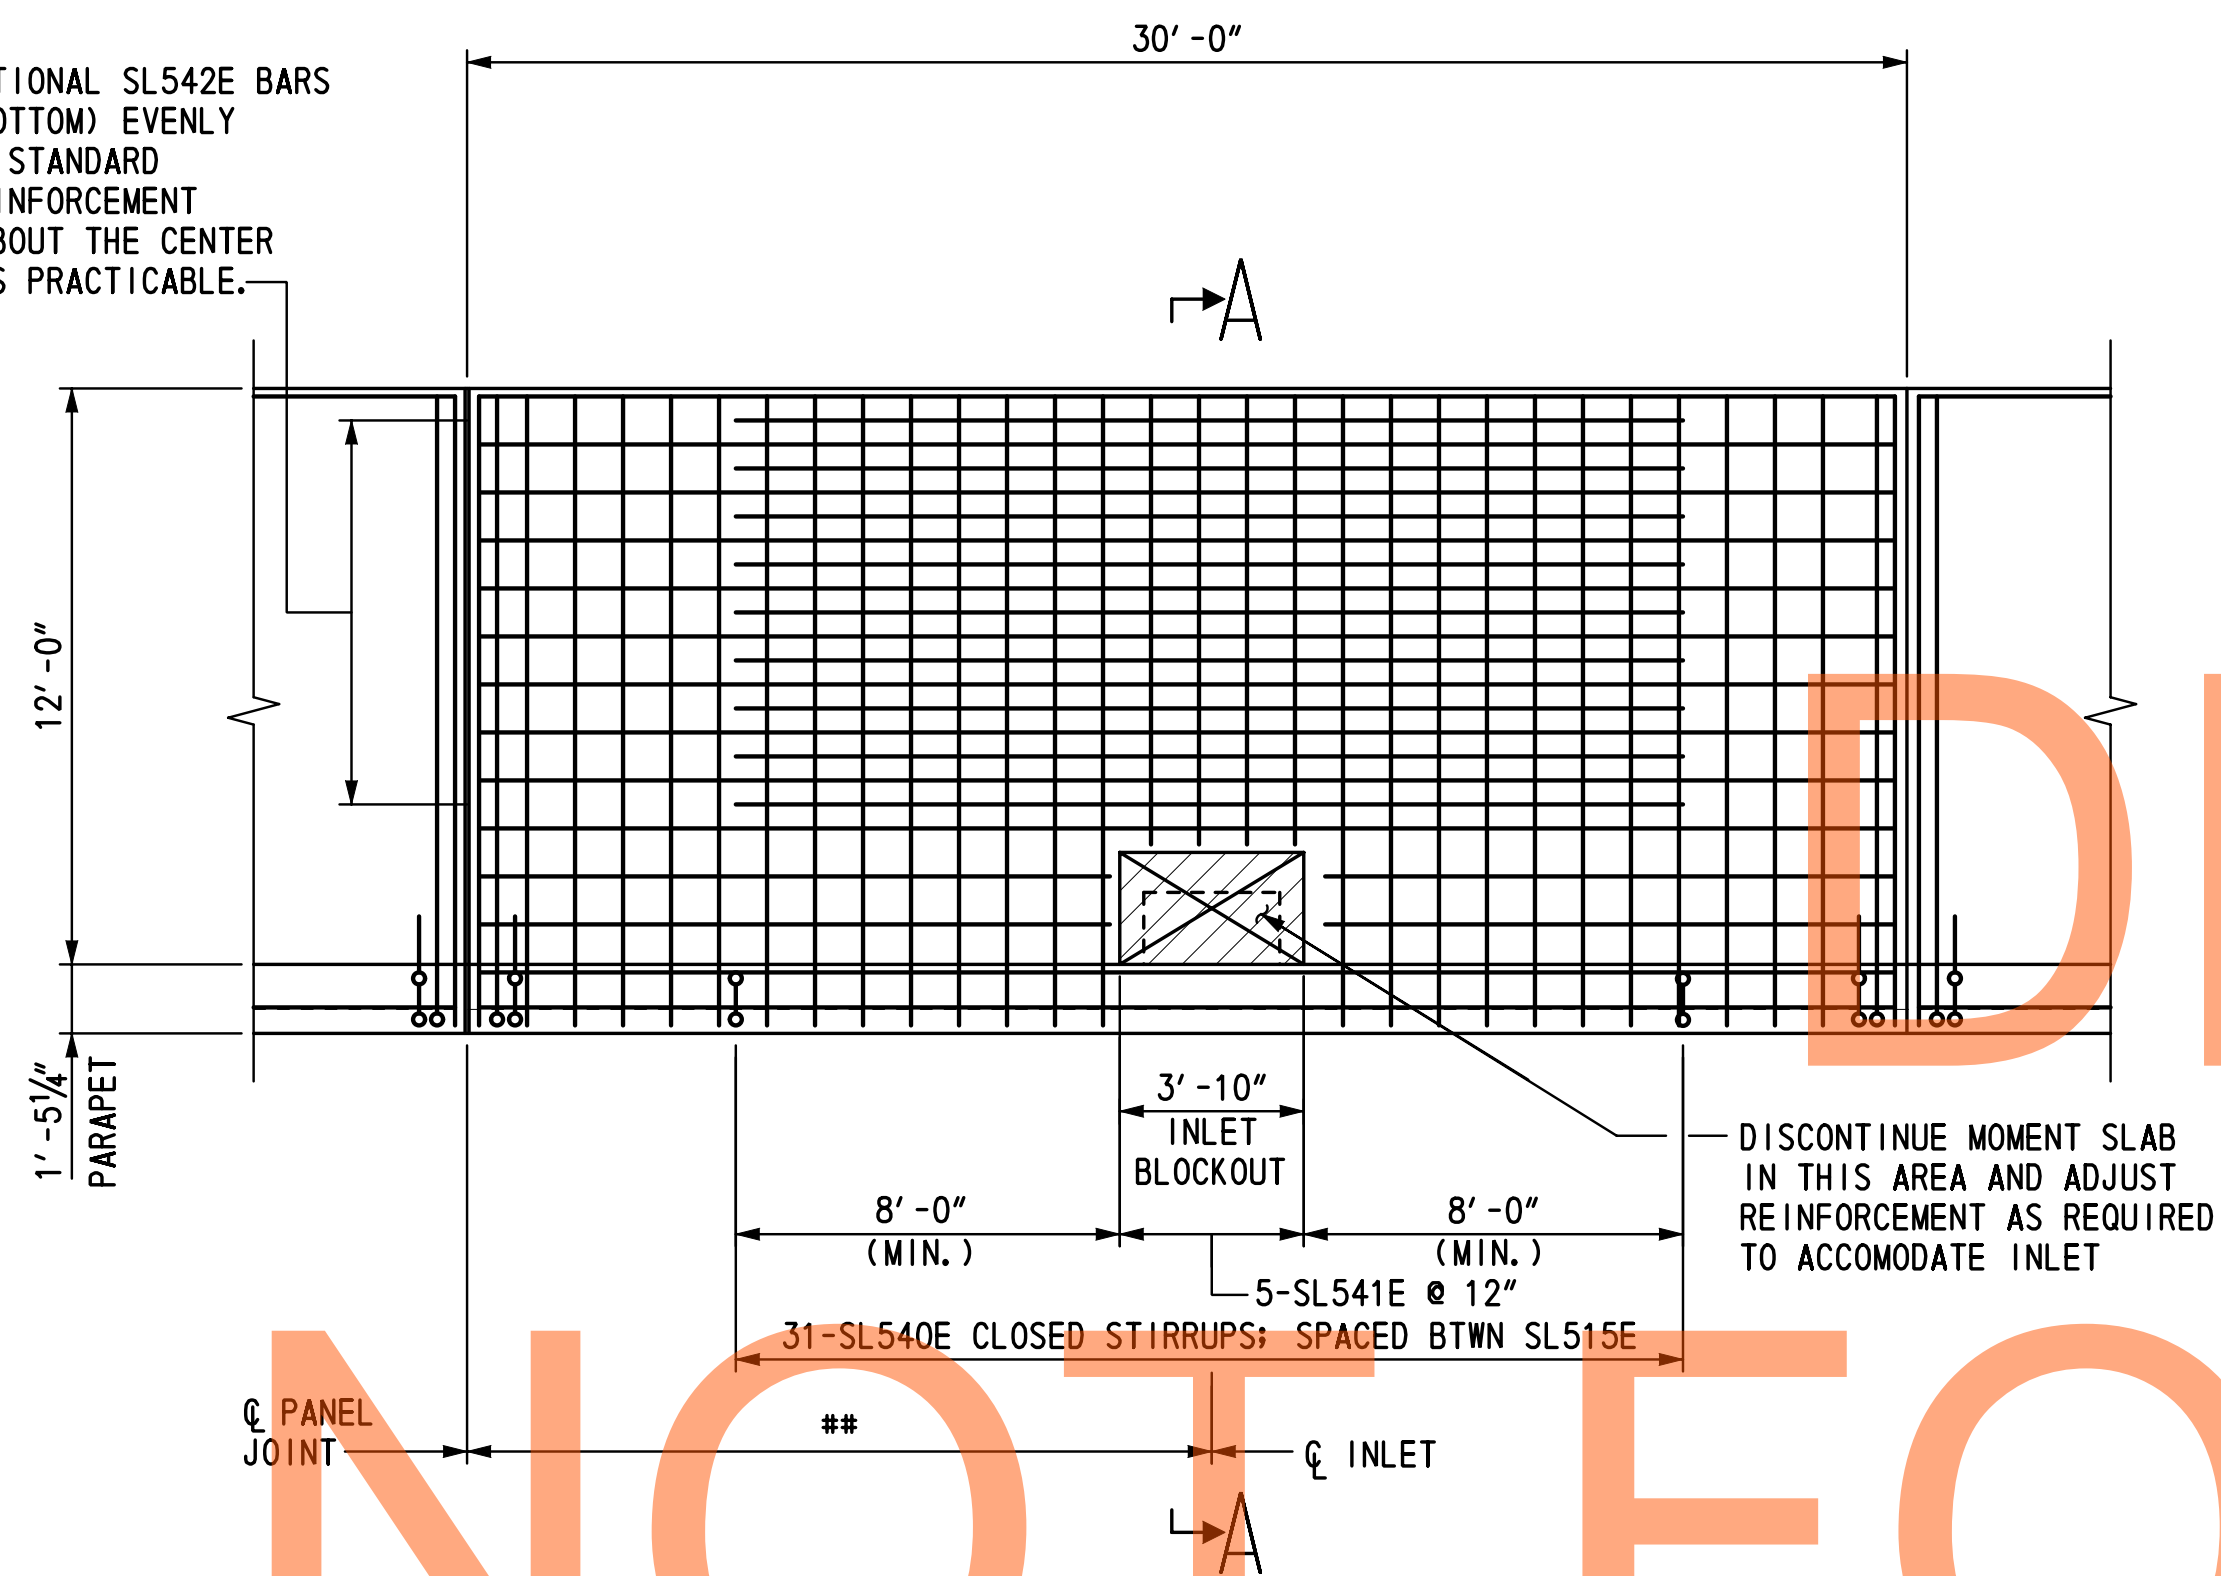 30'-0"
TIONAL SL542E BARS
OTTOM) EVENLY
STANDARD
INFORCEMENT
BOUT THE CENTER
S PRACTICABLE.
A
12'-0"
1'-5¼"
PARAPET
3'-10"
INLET
BLOCKOUT
8'-0"
(MIN.)
8'-0"
(MIN.)
DISCONTINUE MOMENT SLAB
IN THIS AREA AND ADJUST
REINFORCEMENT AS REQUIRED
TO ACCOMODATE INLET
5-SL541E @ 12"
31-SL540E CLOSED STIRRUPS; SPACED BTWN SL515E
℄ PANEL
JOINT
##
℄ INLET
A
NOT FO